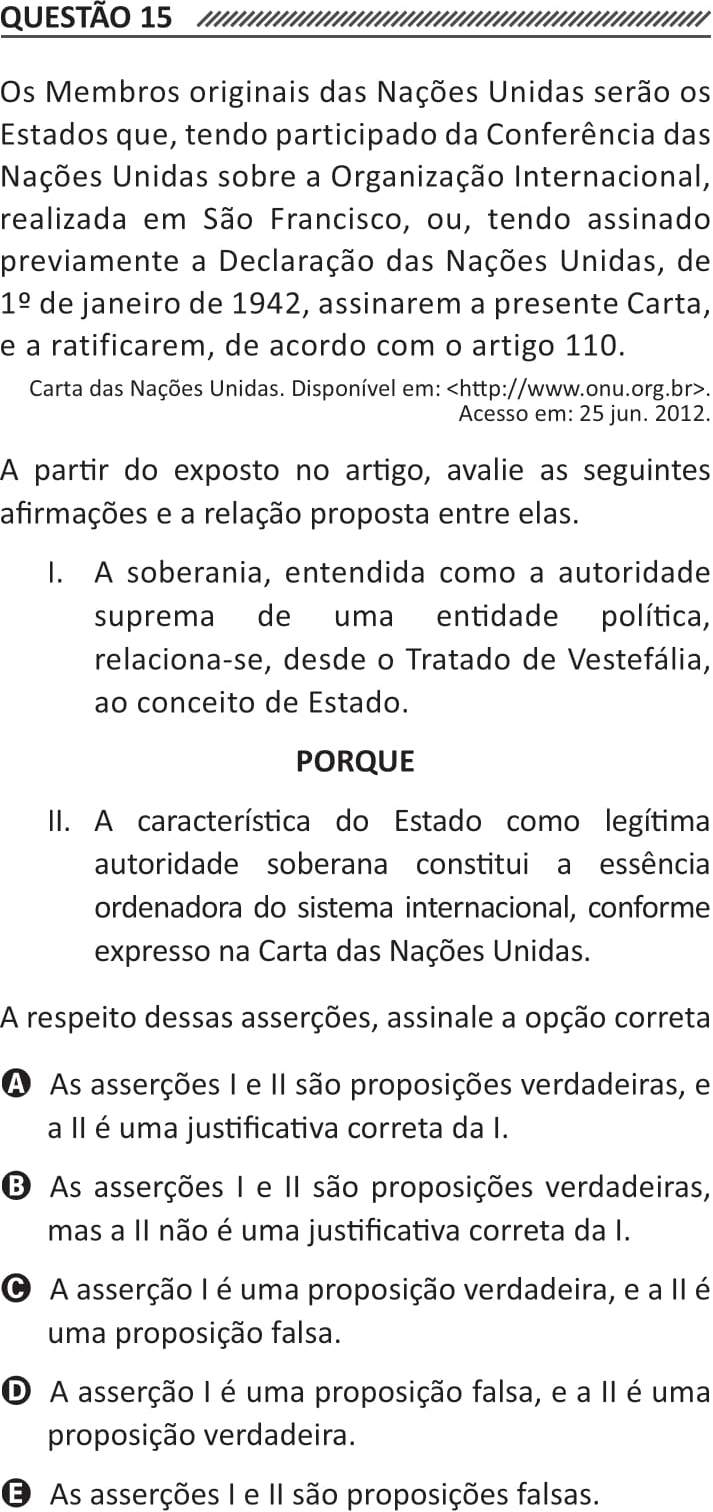 QUESTÃO 15
Os Membros originais das Nações Unidas serão os
Estados que, tendo participado da Conferência das
Nações Unidas sobre a Organização Internacional,
realizada em São Francisco, ou, tendo assinado
previamente a Declaração das Nações Unidas, de
1º de janeiro de 1942, assinarem a presente Carta,
e a ratificarem, de acordo com o artigo 110.
Carta das Nações Unidas. Disponível em: <http://www.onu.org.br>.
Acesso em: 25 jun. 2012.
A partir do exposto no artigo, avalie as seguintes
afirmações e a relação proposta entre elas.
I. A soberania, entendida como a autoridade
suprema de uma entidade política,
relaciona-se, desde o Tratado de Vestefália,
ao conceito de Estado.
PORQUE
II. A característica do Estado como legítima
autoridade soberana constitui a essência
ordenadora do sistema internacional, conforme
expresso na Carta das Nações Unidas.
A respeito dessas asserções, assinale a opção correta
A As asserções I e II são proposições verdadeiras, e
a II é uma justificativa correta da I.
B As asserções I e II são proposições verdadeiras,
mas a II não é uma justificativa correta da I.
C A asserção I é uma proposição verdadeira, e a II é
uma proposição falsa.
D A asserção I é uma proposição falsa, e a II é uma
proposição verdadeira.
E As asserções I e II são proposições falsas.